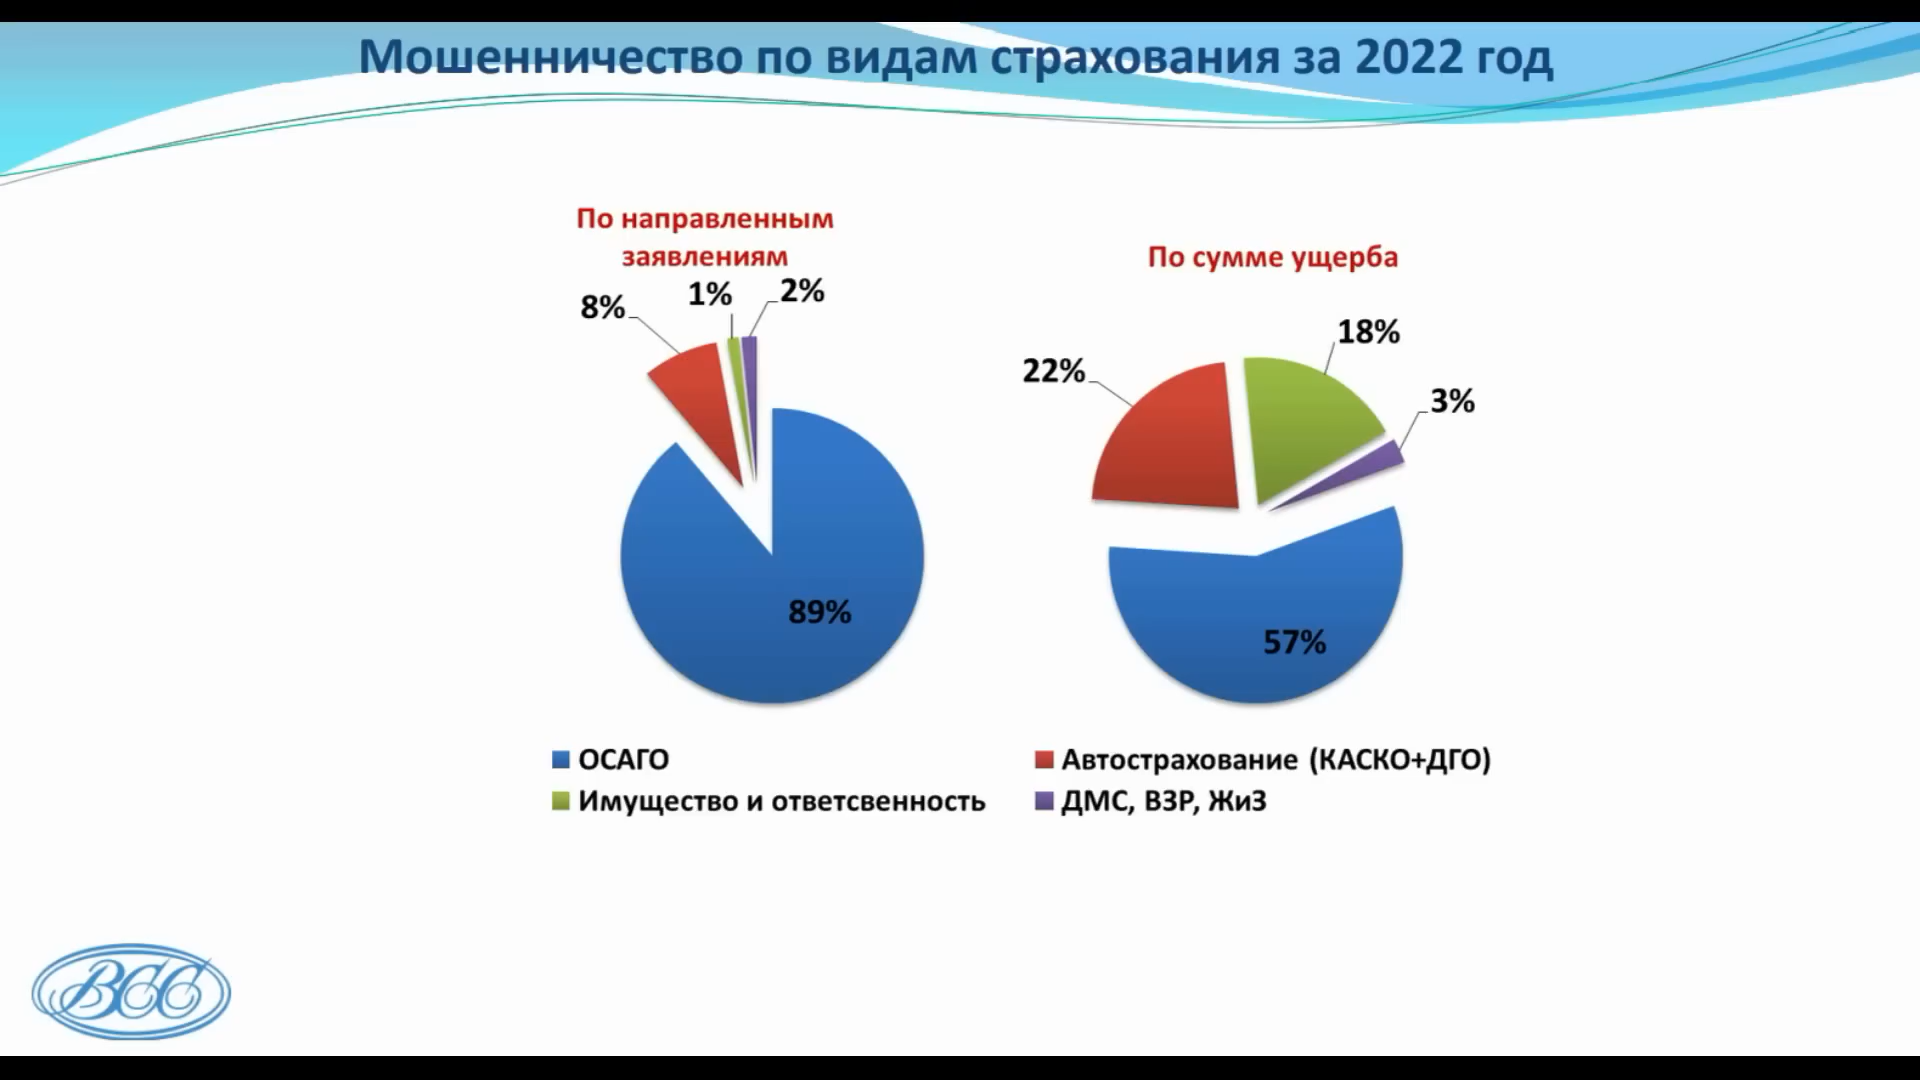 Мошенничество по видам страхования за 2022 год
По направленным
заявлениям
8%
1%
2%
89%
По сумме ущерба
22%
18%
3%
57%
ОСАГО
Автострахование (КАСКО+ДГО)
Имущество и ответсвенность
ДМС, ВЗР, ЖиЗ
ВСС